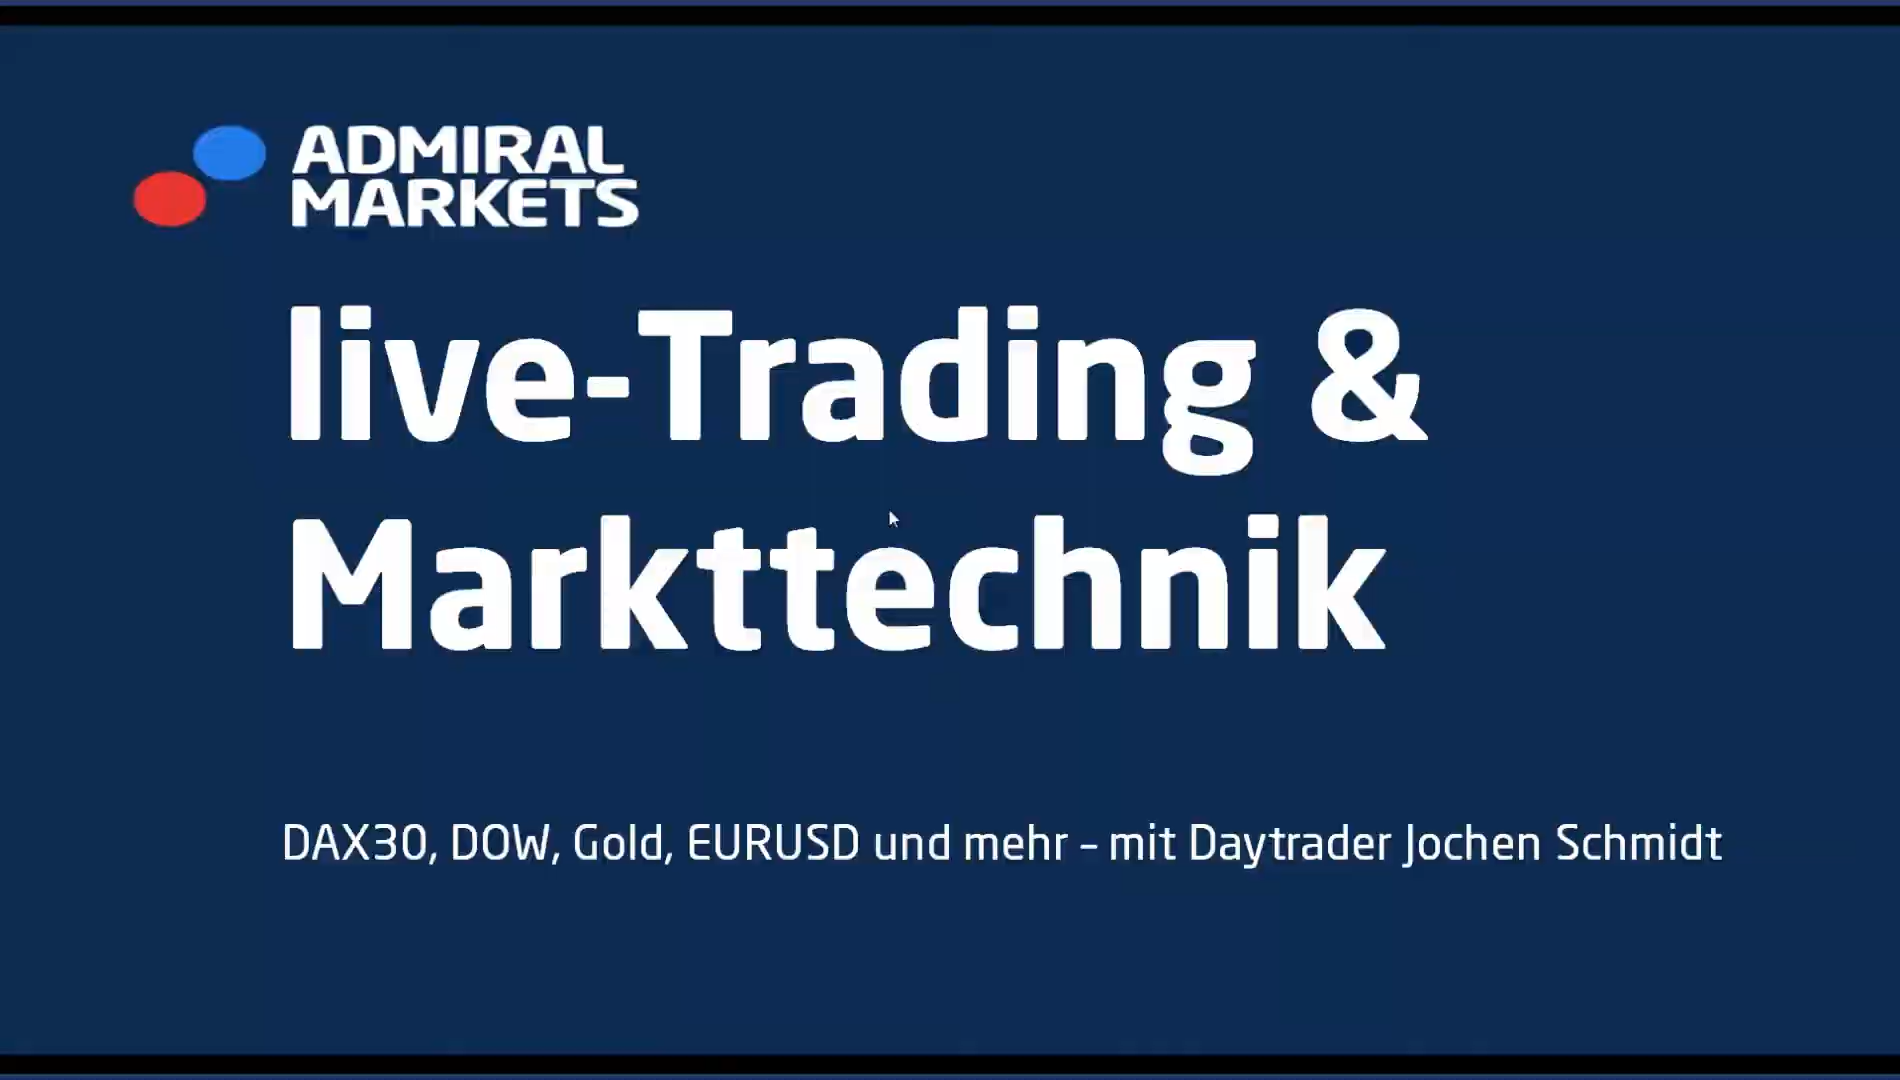 ADMIRAL
MARKETS
live-Trading &
Markttechnik
DAX30, DOW, Gold, EURUSD und mehr – mit Daytrader Jochen Schmidt